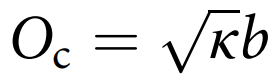 O_c = √κb